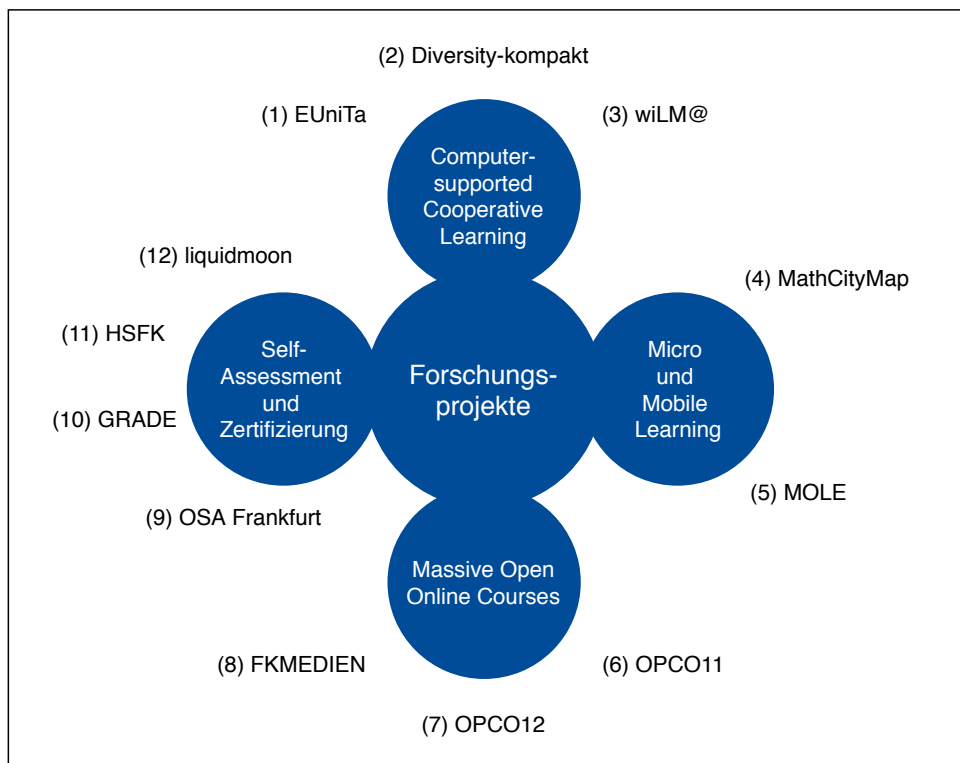 (2) Diversity-kompakt
(1) EUniTa
(3) wiLM@
Computer-
supported
Cooperative
Learning
(12) liquidmoon
(4) MathCityMap
(11) HSFK
(10) GRADE
Self-
Assessment
und
Zertifizierung
Forschungs-
projekte
Micro
und
Mobile
Learning
(9) OSA Frankfurt
(5) MOLE
Massive Open
Online Courses
(8) FKMEDIEN
(6) OPCO11
(7) OPCO12